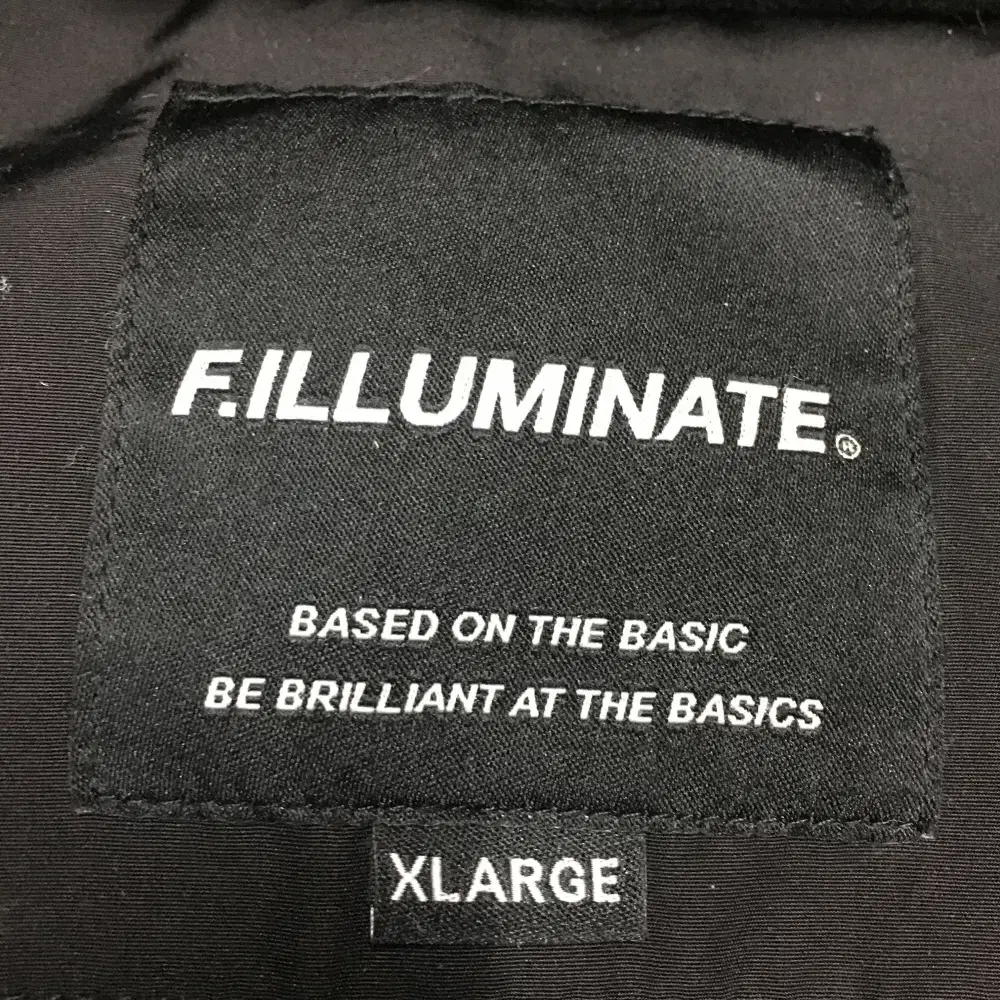 F.ILLUMINATE®
BASED ON THE BASIC
BE BRILLIANT AT THE BASICS
XLARGE